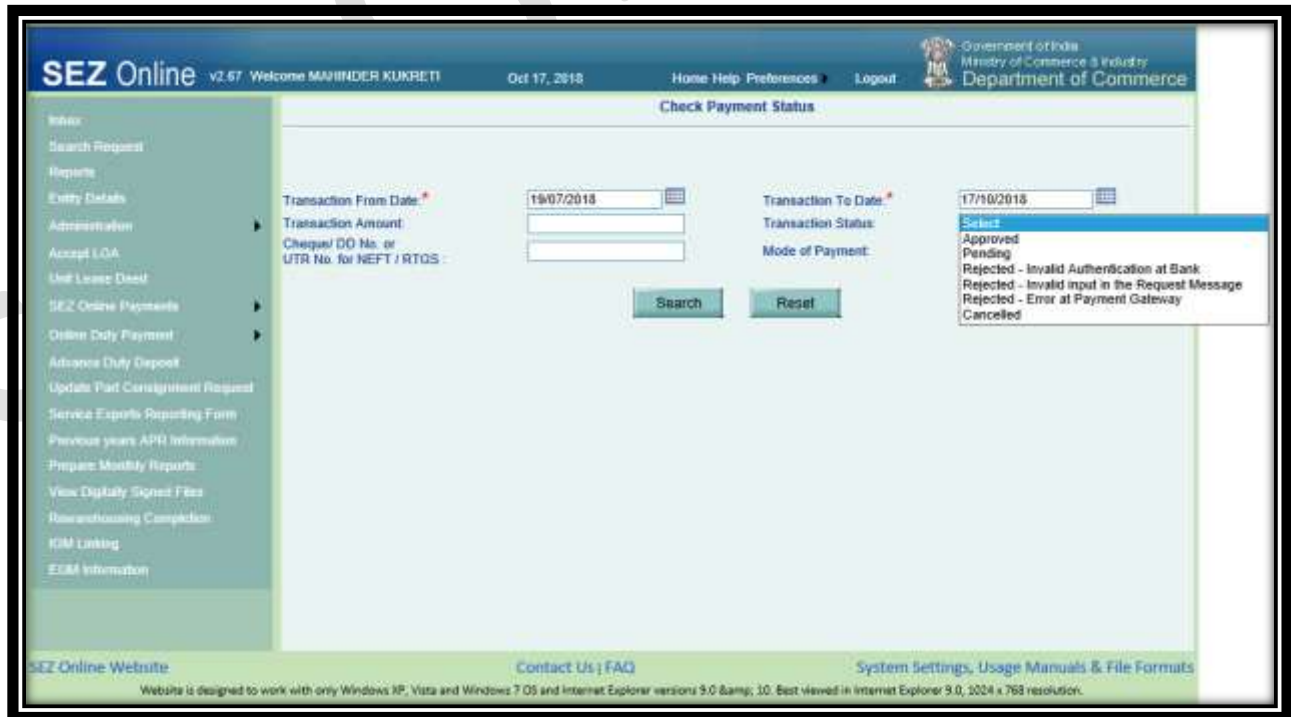 SEZ Online v2.67 Welcome MAHINDER KUKRETI Oct 17, 2018 Home Help Preferences Logout
Government of India
Ministry of Commerce & Industry
Department of Commerce
Check Payment Status
Inbox
Search Request
Reports
Entity Details
Administration
Accept LOA
Unit Lease Deed
SEZ Online Payments
Online Duty Payment
Advance Duty Deposit
Update Part Consignment Request
Service Exports Reporting Form
Previous years APR Information
Prepare Monthly Reports
View Digitally Signed Files
Rewarehousing Completion
IGM Linking
EGM Information
Transaction From Date:* 19/07/2018 Transaction To Date:* 17/10/2018
Transaction Amount: Transaction Status: Select
Cheque/ DD No. or
UTR No. for NEFT / RTGS : Mode of Payment:
Approved
Pending
Rejected - Invalid Authentication at Bank
Rejected - Invalid input in the Request Message
Rejected - Error at Payment Gateway
Cancelled
Search Reset
SEZ Online Website Contact Us | FAQ System Settings, Usage Manuals & File Formats
Website is designed to work with only Windows XP, Vista and Windows 7 OS and Internet Explorer versions 9.0 &amp; 10. Best viewed in Internet Explorer 9.0, 1024 x 768 resolution.